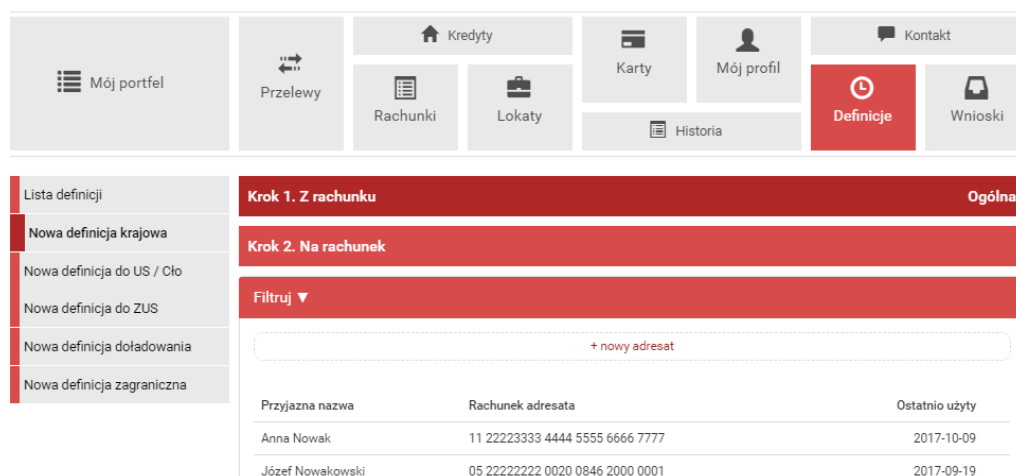 Mój portfel
Przelewy
Kredyty
Rachunki
Lokaty
Karty
Mój profil
Historia
Kontakt
Definicje
Wnioski
Lista definicji
Nowa definicja krajowa
Nowa definicja do US / Cło
Nowa definicja do ZUS
Nowa definicja doładowania
Nowa definicja zagraniczna
Krok 1. Z rachunku Ogólna
Krok 2. Na rachunek
Filtruj ▼
+ nowy adresat
Przyjazna nazwa Rachunek adresata Ostatnio użyty
Anna Nowak 11 22223333 4444 5555 6666 7777 2017-10-09
Józef Nowakowski 05 22222222 0020 0846 2000 0001 2017-09-19